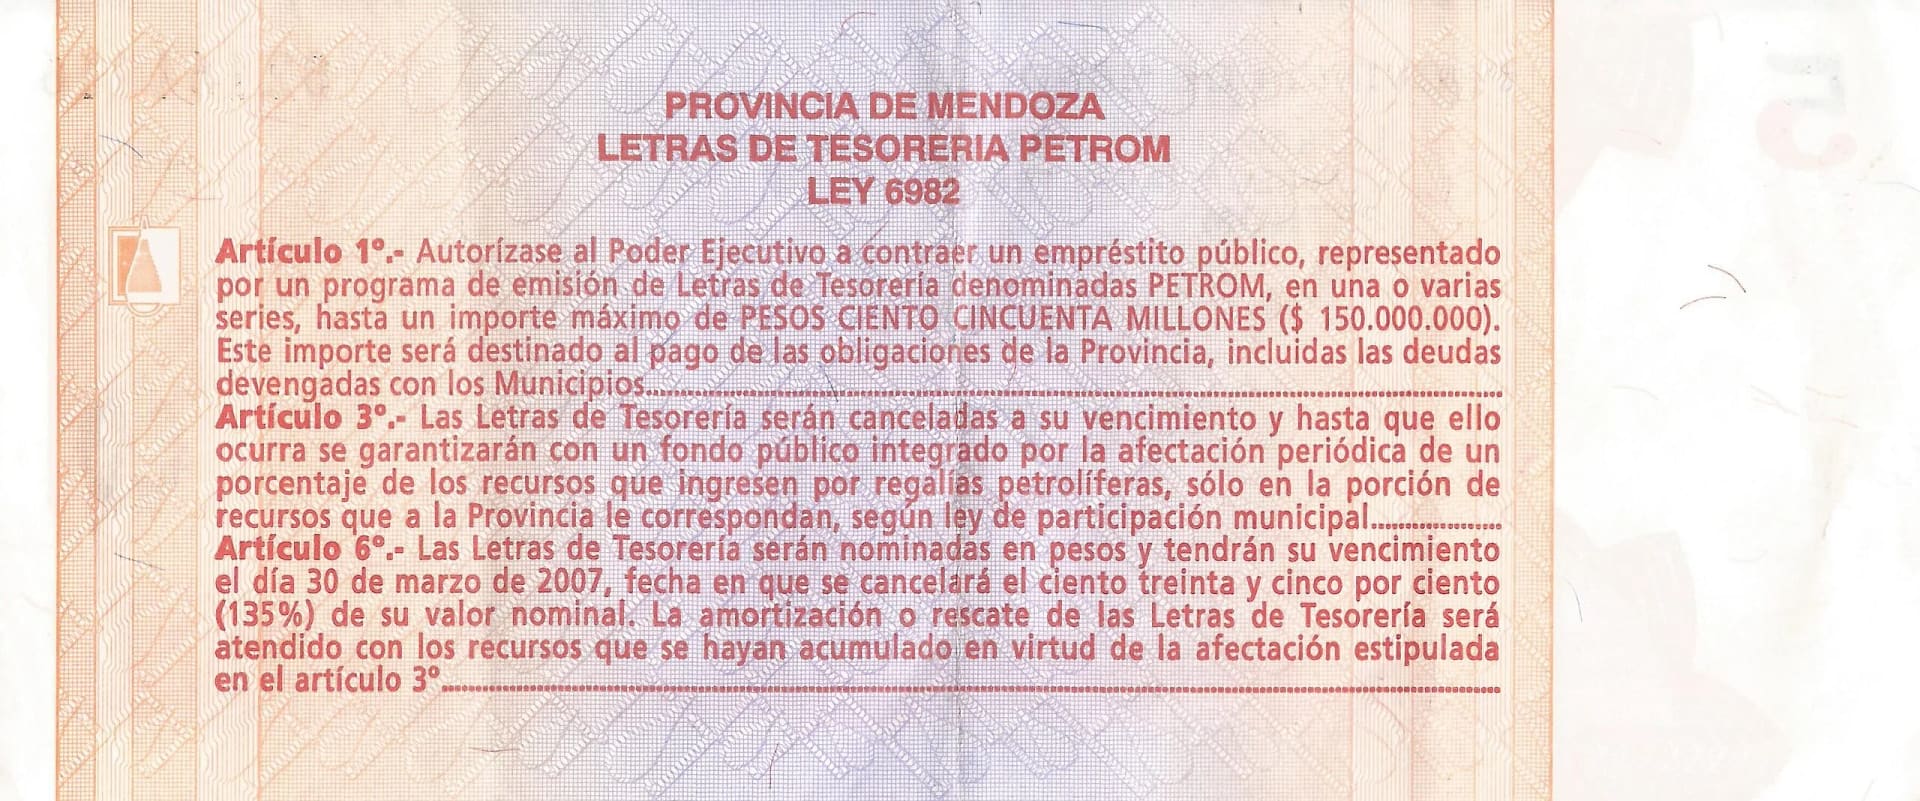 PROVINCIA DE MENDOZA
LETRAS DE TESORERIA PETROM
LEY 6982
Artículo 1º.- Autorízase al Poder Ejecutivo a contraer un empréstito público, representado
por un programa de emisión de Letras de Tesorería denominadas PETROM, en una o varias
series, hasta un importe máximo de PESOS CIENTO CINCUENTA MILLONES ($ 150.000.000).
Este importe será destinado al pago de las obligaciones de la Provincia, incluidas las deudas
devengadas con los Municipios.
Artículo 3º.- Las Letras de Tesorería serán canceladas a su vencimiento y hasta que ello
ocurra se garantizarán con un fondo público integrado por la afectación periódica de un
porcentaje de los recursos que ingresen por regalías petrolíferas, sólo en la porción de
recursos que a la Provincia le correspondan, según ley de participación municipal.
Artículo 6º.- Las Letras de Tesorería serán nominadas en pesos y tendrán su vencimiento
el día 30 de marzo de 2007, fecha en que se cancelará el ciento treinta y cinco por ciento
(135%) de su valor nominal. La amortización o rescate de las Letras de Tesorería será
atendido con los recursos que se hayan acumulado en virtud de la afectación estipulada
en el artículo 3º.
5